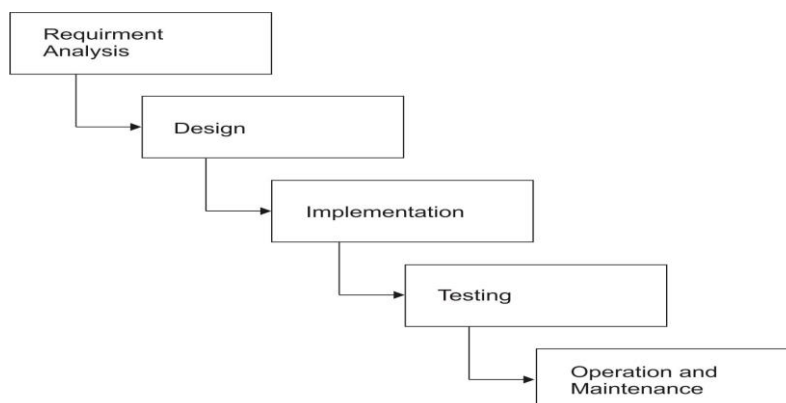 Requirment
Analysis
Design
Implementation
Testing
Operation and
Maintenance